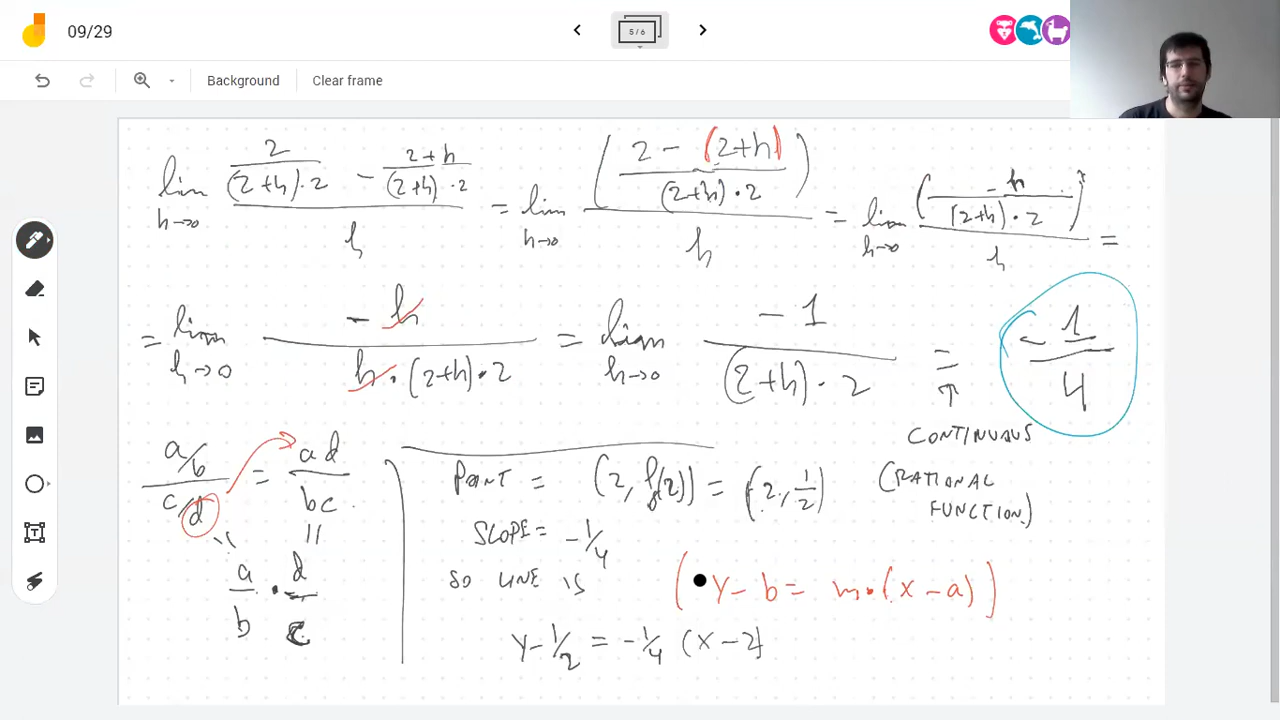 09/29
5 / 6
Background
Clear frame
lim h→0 (2/((2+h)·2) − (2+h)/((2+h)·2))/h = lim h→0 ((2 − (2+h))/((2+h)·2))/h = lim h→0 (−h/((2+h)·2))/h =
= lim h→0 −h/(h·(2+h)·2) = lim h→0 −1/((2+h)·2) = −1/4
↑
CONTINUOUS
(RATIONAL
FUNCTION)
(a/b)/(c/d) = ad/bc
"
a/b · d/c
POINT = (2, f(2)) = (2, 1/2)
SLOPE = −1/4
SO LINE IS
(y − b = m·(x − a))
y − 1/2 = −1/4 (x − 2)